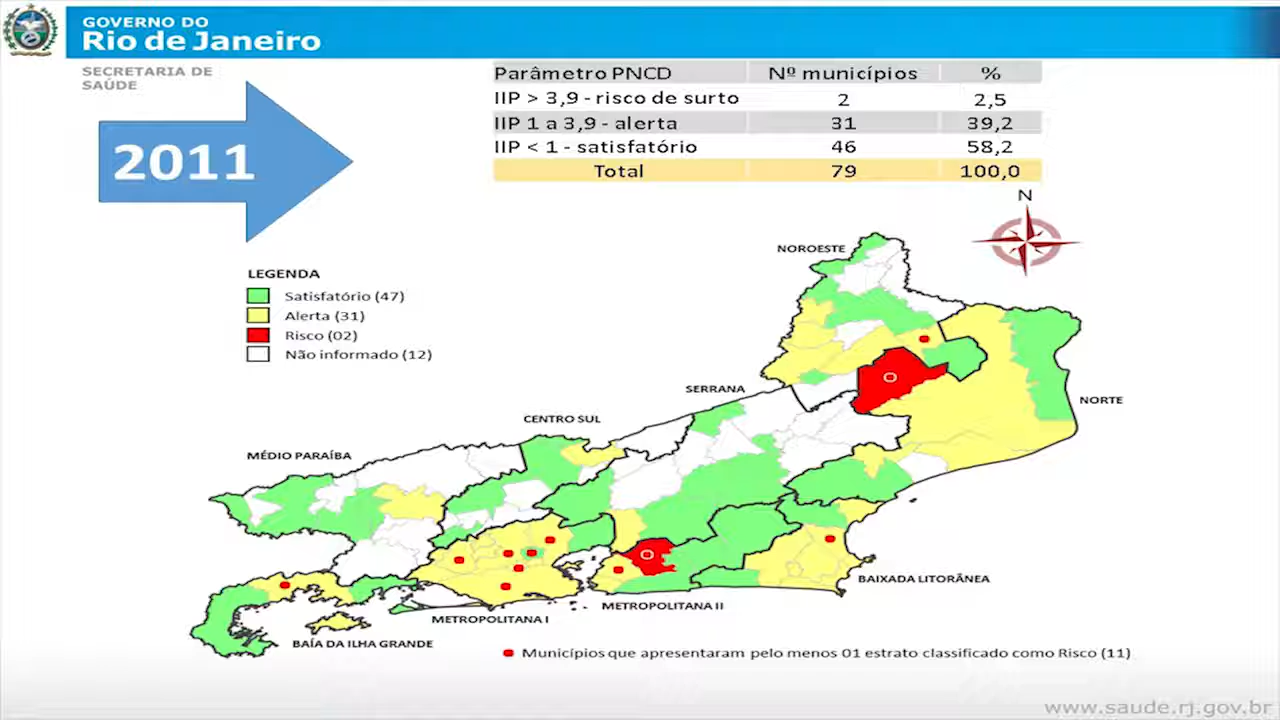 GOVERNO DO
Rio de Janeiro
SECRETARIA DE
SAÚDE
2011
Parâmetro PNCD Nº municípios %
IIP > 3,9 - risco de surto 2 2,5
IIP 1 a 3,9 - alerta 31 39,2
IIP < 1 - satisfatório 46 58,2
Total 79 100,0
N
NOROESTE
LEGENDA
Satisfatório (47)
Alerta (31)
Risco (02)
Não informado (12)
SERRANA
NORTE
CENTRO SUL
MÉDIO PARAÍBA
BAIXADA LITORÂNEA
METROPOLITANA II
METROPOLITANA I
BAÍA DA ILHA GRANDE
Municípios que apresentaram pelo menos 01 estrato classificado como Risco (11)
www.saude.rj.gov.br